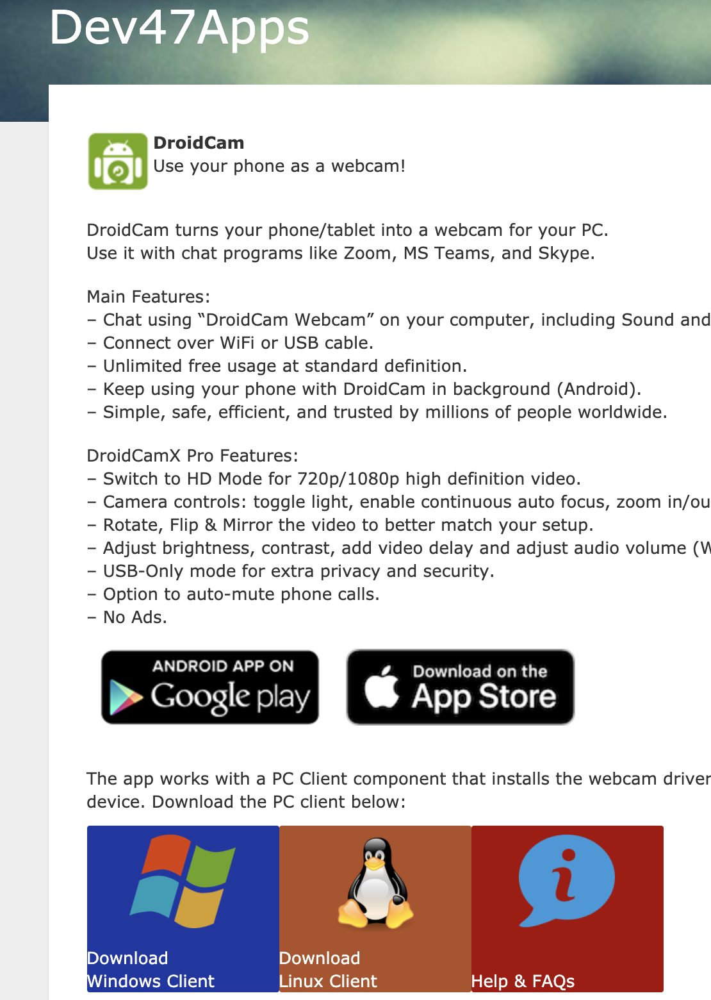 Dev47Apps
DroidCam
Use your phone as a webcam!
DroidCam turns your phone/tablet into a webcam for your PC.
Use it with chat programs like Zoom, MS Teams, and Skype.
Main Features:
– Chat using “DroidCam Webcam” on your computer, including Sound and
– Connect over WiFi or USB cable.
– Unlimited free usage at standard definition.
– Keep using your phone with DroidCam in background (Android).
– Simple, safe, efficient, and trusted by millions of people worldwide.
DroidCamX Pro Features:
– Switch to HD Mode for 720p/1080p high definition video.
– Camera controls: toggle light, enable continuous auto focus, zoom in/ou
– Rotate, Flip & Mirror the video to better match your setup.
– Adjust brightness, contrast, add video delay and adjust audio volume (W
– USB-Only mode for extra privacy and security.
– Option to auto-mute phone calls.
– No Ads.
ANDROID APP ON
Google play
Download on the
App Store
The app works with a PC Client component that installs the webcam driver
device. Download the PC client below:
Download
Windows Client
Download
Linux Client
Help & FAQs